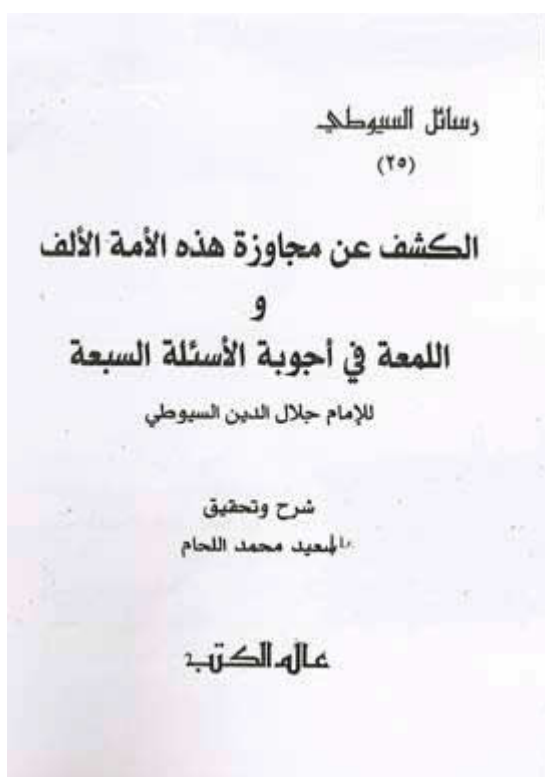 رسائل السيوطي
(٢٥)
الكشف عن مجاوزة هذه الأمة الألف
و
اللمعة في أجوبة الأسئلة السبعة
للإمام جلال الدين السيوطي
شرح وتحقيق
محمد اللحام
عالم الكتب